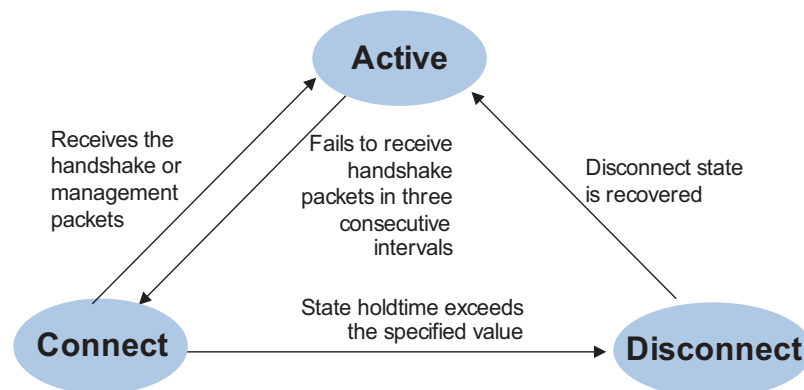 Active
Receives the
handshake or
management
packets
Fails to receive
handshake
packets in three
consecutive
intervals
Disconnect state
is recovered
State holdtime exceeds
the specified value
Connect
Disconnect